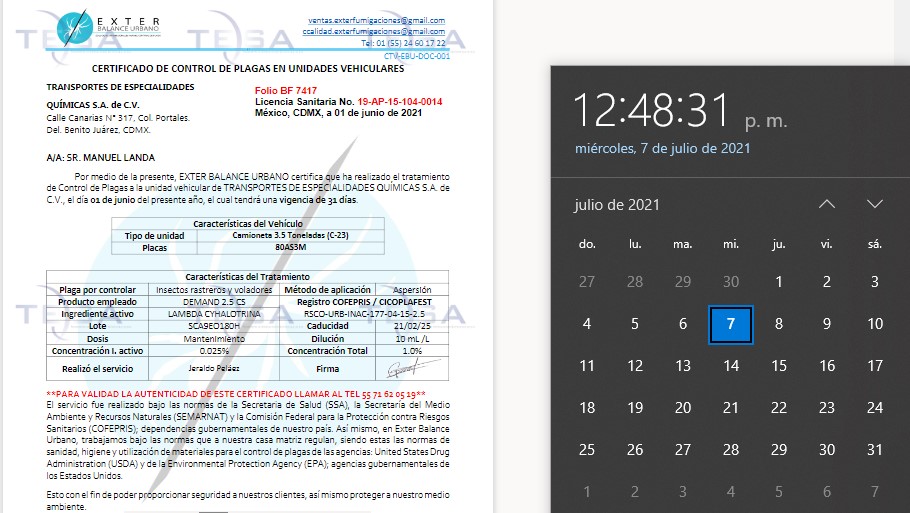 EXTER
BALANCE URBANO
ventas.exterfumigaciones@gmail.com
ccalidad.exterfumigaciones@gmail.com
Tel: 01 (55) 24 60 17 22
CTV-EBU-DOC-001
TEQSA TEQSA TEQSA
CERTIFICADO DE CONTROL DE PLAGAS EN UNIDADES VEHICULARES
TRANSPORTES DE ESPECIALIDADES
QUÍMICAS S.A. de C.V.
Calle Canarias N° 317, Col. Portales.
Del. Benito Juárez, CDMX.
Folio BF 7417
Licencia Sanitaria No. 19-AP-15-104-0014
México, CDMX, a 01 de junio de 2021
A/A: SR. MANUEL LANDA
Por medio de la presente, EXTER BALANCE URBANO certifica que ha realizado el tratamiento
de Control de Plagas a la unidad vehicular de TRANSPORTES DE ESPECIALIDADES QUÍMICAS S.A. de
C.V., el día 01 de junio del presente año, el cual tendrá una vigencia de 31 días.
Características del Vehículo
Tipo de unidad Camioneta 3.5 Toneladas (C-23)
Placas 80AS3M
Características del Tratamiento
Plaga por controlar Insectos rastreros y voladores Método de aplicación Aspersión
Producto empleado DEMAND 2.5 CS Registro COFEPRIS / CICOPLAFEST
Ingrediente activo LAMBDA CYHALOTRINA RSCO-URB-INAC-177-04-15-2.5
Lote SCA9EO180H Caducidad 21/02/25
Dosis Mantenimiento Dilución 10 mL /L
Concentración I. activo 0.025% Concentración Total 1.0%
Realizó el servicio Jeraldo Peláez Firma
**PARA VALIDAD LA AUTENTICIDAD DE ESTE CERTIFICADO LLAMAR AL TEL 55 71 62 05 19**
El servicio fue realizado bajo las normas de la Secretaria de Salud (SSA), la Secretaria del Medio
Ambiente y Recursos Naturales (SEMARNAT) y la Comisión Federal para la Protección contra Riesgos
Sanitarios (COFEPRIS); dependencias gubernamentales de nuestro país. Así mismo, en Exter Balance
Urbano, trabajamos bajo las normas que a nuestra casa matriz regulan, siendo estas las normas de
sanidad, higiene y utilización de materiales para el control de plagas de las agencias: United States Drug
Administration (USDA) y de la Environmental Protection Agency (EPA); agencias gubernamentales de
los Estados Unidos.
Esto con el fin de poder proporcionar seguridad a nuestros clientes, así mismo proteger a nuestro medio
ambiente.
12:48:31 p. m.
miércoles, 7 de julio de 2021
julio de 2021
do. lu. ma. mi. ju. vi. sá.
27 28 29 30 1 2 3
4 5 6 7 8 9 10
11 12 13 14 15 16 17
18 19 20 21 22 23 24
25 26 27 28 29 30 31
1 2 3 4 5 6 7